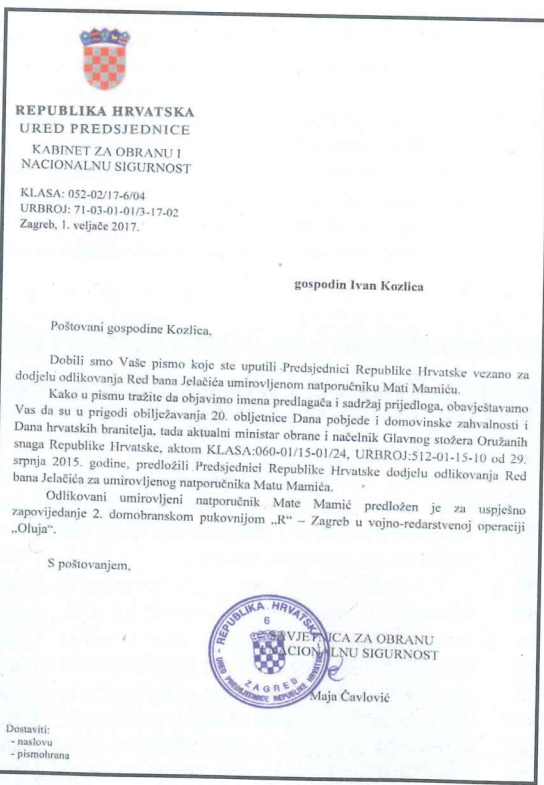 REPUBLIKA HRVATSKA
URED PREDSJEDNICE
KABINET ZA OBRANU I
NACIONALNU SIGURNOST
KLASA: 052-02/17-6/04
URBROJ: 71-03-01-01/3-17-02
Zagreb, 1. veljače 2017.
gospodin Ivan Kozlica
Poštovani gospodine Kozlica,
Dobili smo Vaše pismo koje ste uputili Predsjednici Republike Hrvatske vezano za
dodjelu odlikovanja Red bana Jelačića umirovljenom natporučniku Mati Mamiću.
Kako u pismu tražite da objavimo imena predlagača i sadržaj prijedloga, obavještavamo
Vas da su u prigodi obilježavanja 20. obljetnice Dana pobjede i domovinske zahvalnosti i
Dana hrvatskih branitelja, tada aktualni ministar obrane i načelnik Glavnog stožera Oružanih
snaga Republike Hrvatske, aktom KLASA:060-01/15-01/24, URBROJ:512-01-15-10 od 29.
srpnja 2015. godine, predložili Predsjednici Republike Hrvatske dodjelu odlikovanja Red
bana Jelačića za umirovljenog natporučnika Matu Mamića.
Odlikovani umirovljeni natporučnik Mate Mamić predložen je za uspješno
zapovijedanje 2. domobranskom pukovnijom „R“ – Zagreb u vojno-redarstvenoj operaciji
„Oluja“.
S poštovanjem,
REPUBLIKA HRVATSKA
6
SAVJETNICA ZA OBRANU
I NACIONALNU SIGURNOST
ZAGREB
URED PREDSJEDNICE REPUBLIKE HRVATSKE
Maja Čavlović
Dostaviti:
- naslovu
- pismohrana